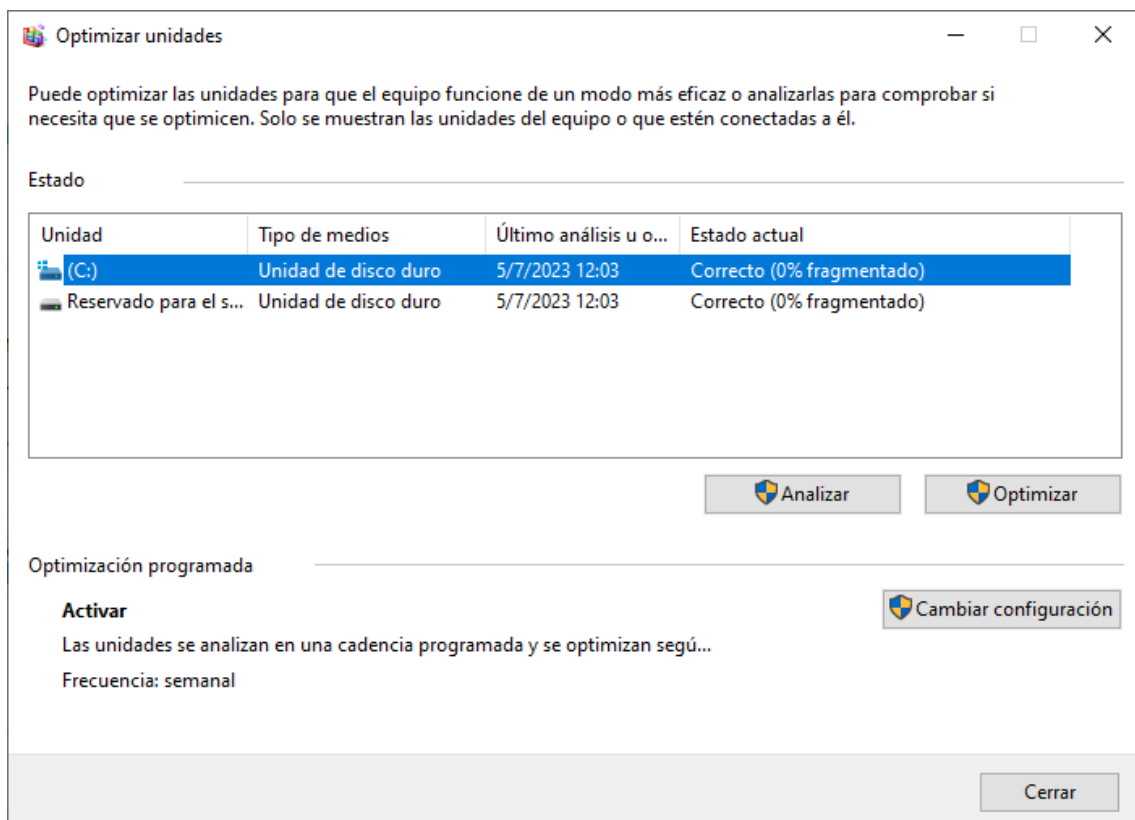 Optimizar unidades
Puede optimizar las unidades para que el equipo funcione de un modo más eficaz o analizarlas para comprobar si
necesita que se optimicen. Solo se muestran las unidades del equipo o que estén conectadas a él.
Estado
Unidad Tipo de medios Último análisis u o... Estado actual
(C:) Unidad de disco duro 5/7/2023 12:03 Correcto (0% fragmentado)
Reservado para el s... Unidad de disco duro 5/7/2023 12:03 Correcto (0% fragmentado)
Analizar Optimizar
Optimización programada
Activar Cambiar configuración
Las unidades se analizan en una cadencia programada y se optimizan segú...
Frecuencia: semanal
Cerrar